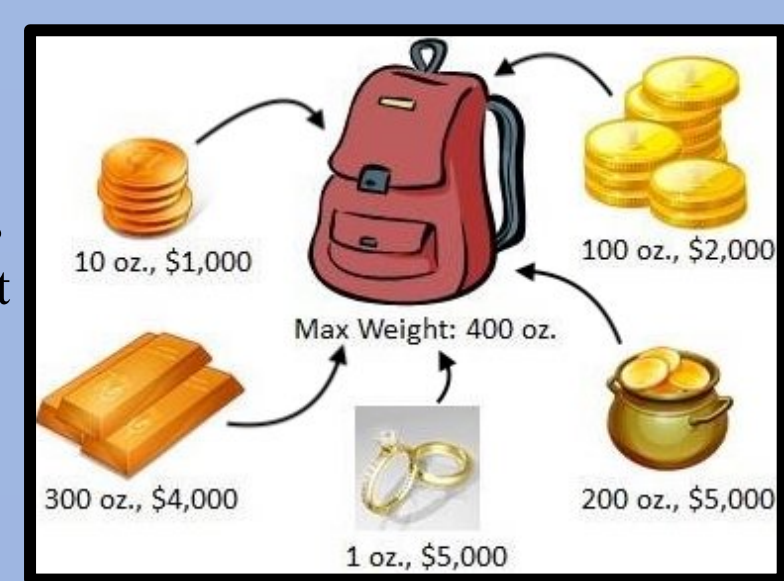 t
10 oz., $1,000
100 oz., $2,000
Max Weight: 400 oz.
300 oz., $4,000
200 oz., $5,000
1 oz., $5,000